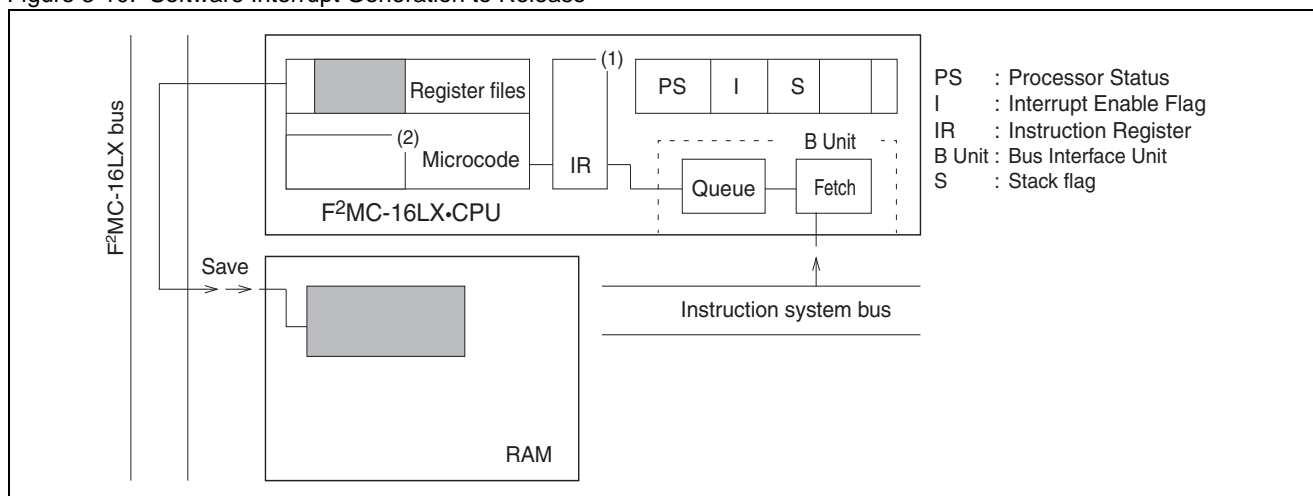 Figure Software Interrupt Generation to Release
F²MC-16LX bus
Register files
(2)
Microcode
F²MC-16LX•CPU
(1)
IR
PS I S
B Unit
Queue
Fetch
Save
Instruction system bus
RAM
PS : Processor Status
I : Interrupt Enable Flag
IR : Instruction Register
B Unit : Bus Interface Unit
S : Stack flag